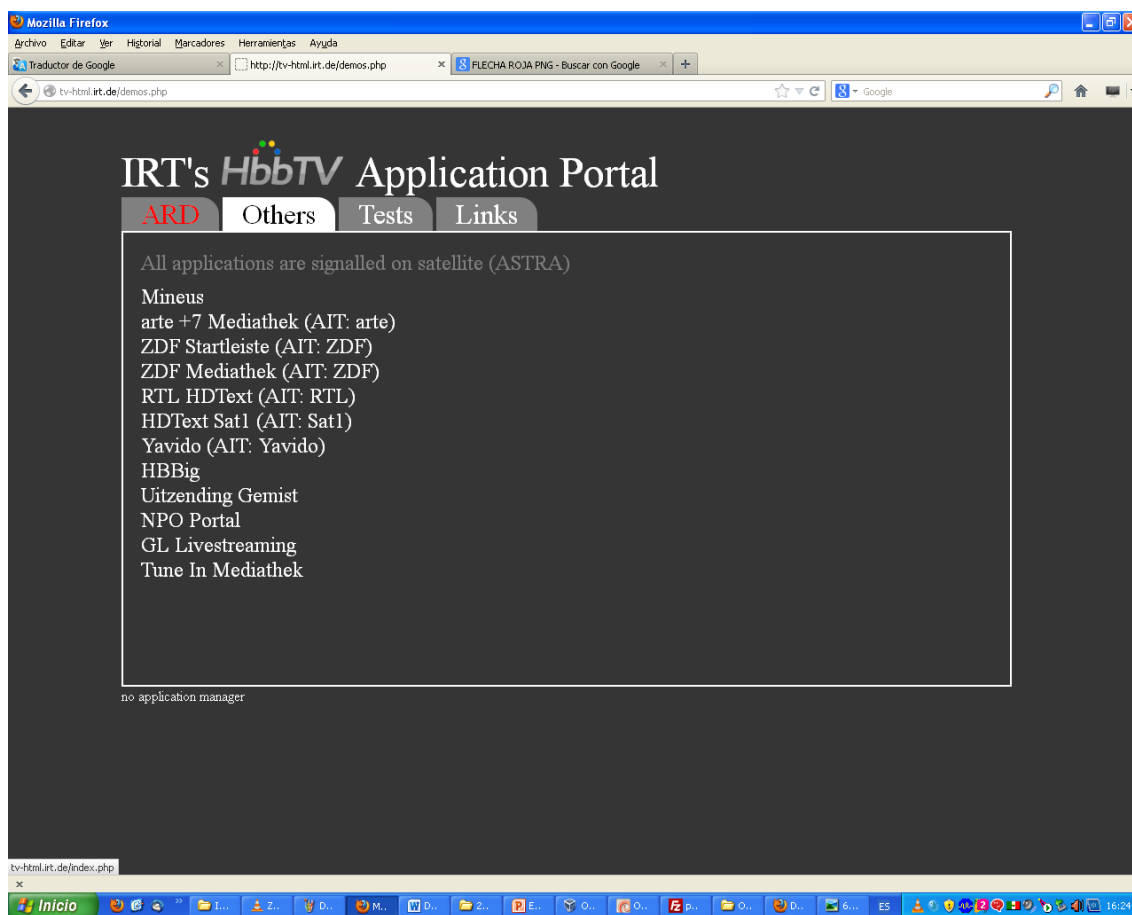 Mozilla Firefox
Archivo Editar Ver Historial Marcadores Herramientas Ayuda
Traductor de Google × http://tv-html.irt.de/demos.php × FLECHA ROJA PNG - Buscar con Google × +
tv-html.irt.de/demos.php Google
IRT's HbbTV Application Portal
ARD Others Tests Links
All applications are signalled on satellite (ASTRA)
Mineus
arte +7 Mediathek (AIT: arte)
ZDF Startleiste (AIT: ZDF)
ZDF Mediathek (AIT: ZDF)
RTL HDText (AIT: RTL)
HDText Sat1 (AIT: Sat1)
Yavido (AIT: Yavido)
HBBig
Uitzending Gemist
NPO Portal
GL Livestreaming
Tune In Mediathek
no application manager
tv-html.irt.de/index.php
×
Inicio » I... Z.. D.. M.. D.. 2.. E.. O.. O.. p.. O.. D.. 6... ES 16:24